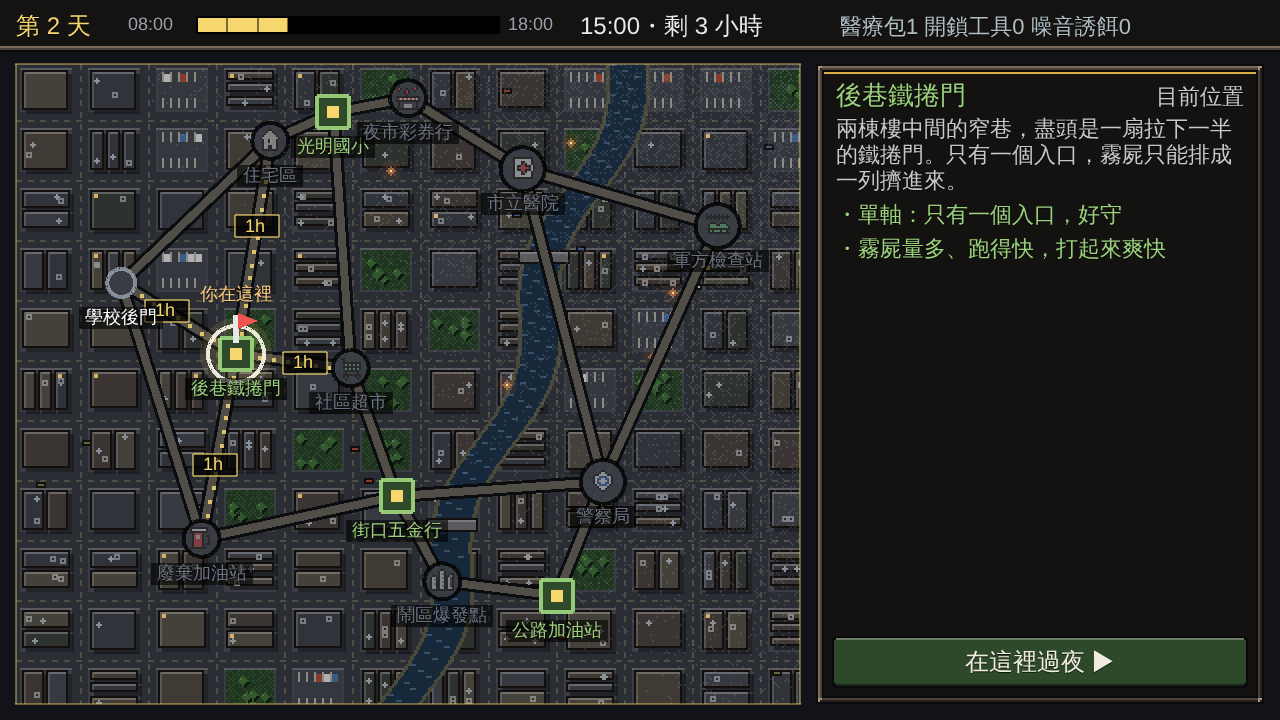 第 2 天
08:00
18:00
15:00・剩 3 小時
醫療包1 開鎖工具0 噪音誘餌0
夜市彩券行
光明國小
住宅區
市立醫院
1h
軍方檢查站
你在這裡
1h
學校後門
1h
後巷鐵捲門
社區超市
1h
警察局
街口五金行
廢棄加油站
鬧區爆發點
公路加油站
後巷鐵捲門
目前位置
兩棟樓中間的窄巷，盡頭是一扇拉下一半
的鐵捲門。只有一個入口，霧屍只能排成
一列擠進來。
・單軸：只有一個入口，好守
・霧屍量多、跑得快，打起來爽快
在這裡過夜 ▶